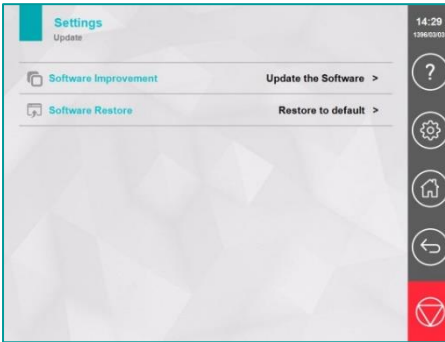 Settings
Update
14:29
1396/03/03
Software Improvement
Update the Software >
Software Restore
Restore to default >
?